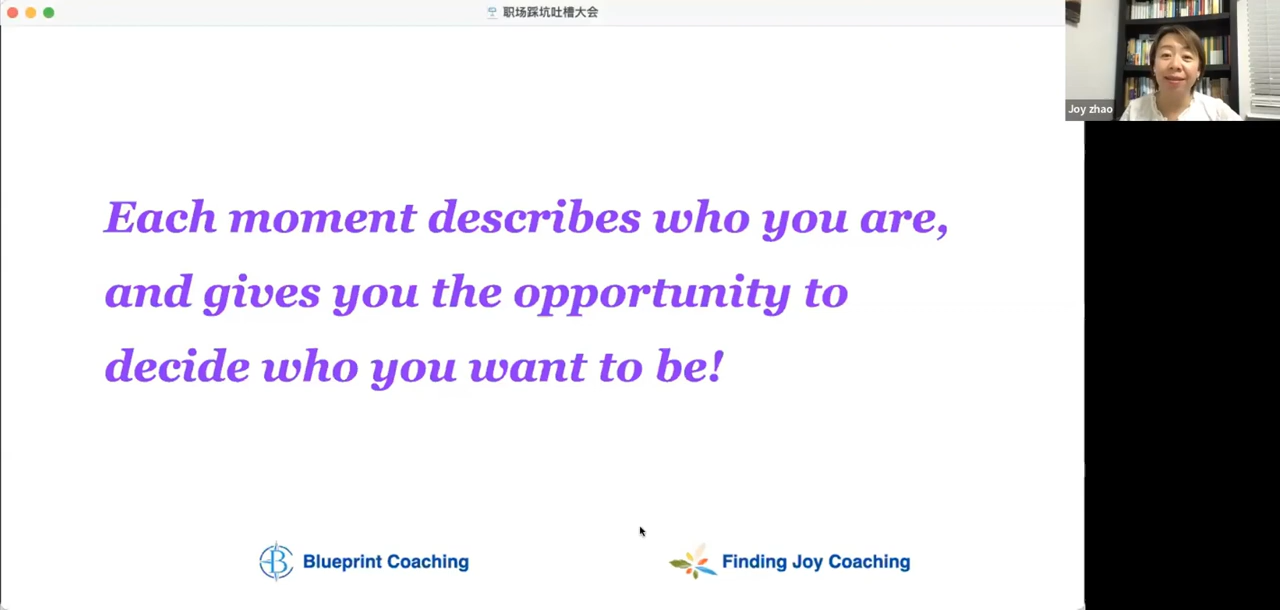 职场踩坑吐槽大会
Joy zhao
Each moment describes who you are,
and gives you the opportunity to
decide who you want to be!
Blueprint Coaching
Finding Joy Coaching